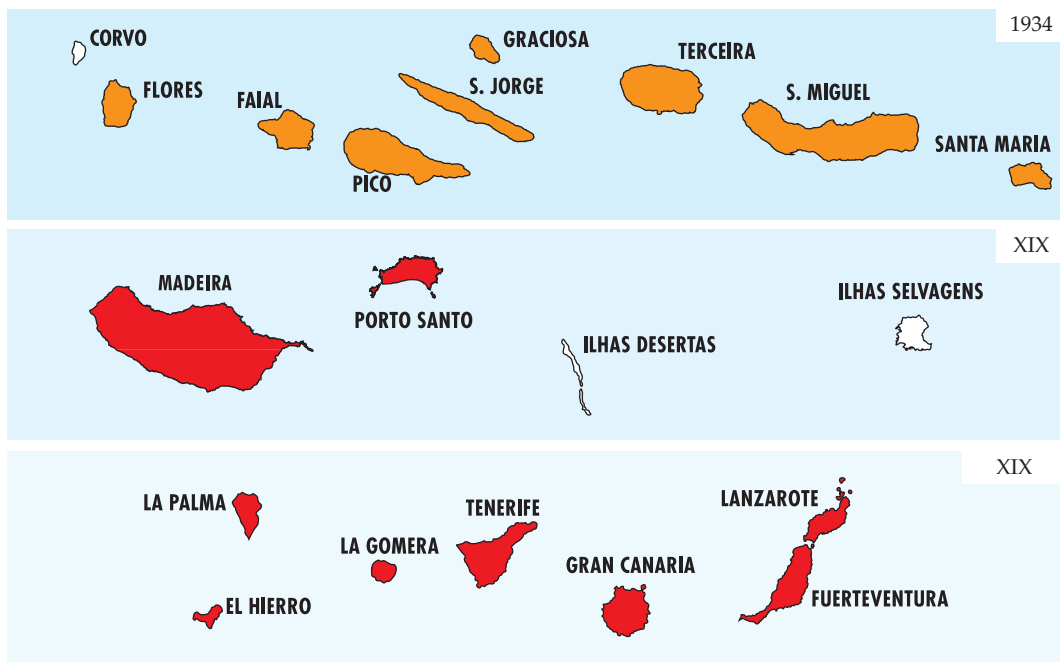 1934
CORVO
GRACIOSA
TERCEIRA
FLORES
S. JORGE
FAIAL
S. MIGUEL
SANTA MARIA
PICO
XIX
MADEIRA
ILHAS SELVAGENS
PORTO SANTO
ILHAS DESERTAS
XIX
LA PALMA
TENERIFE
LANZAROTE
LA GOMERA
GRAN CANARIA
EL HIERRO
FUERTEVENTURA